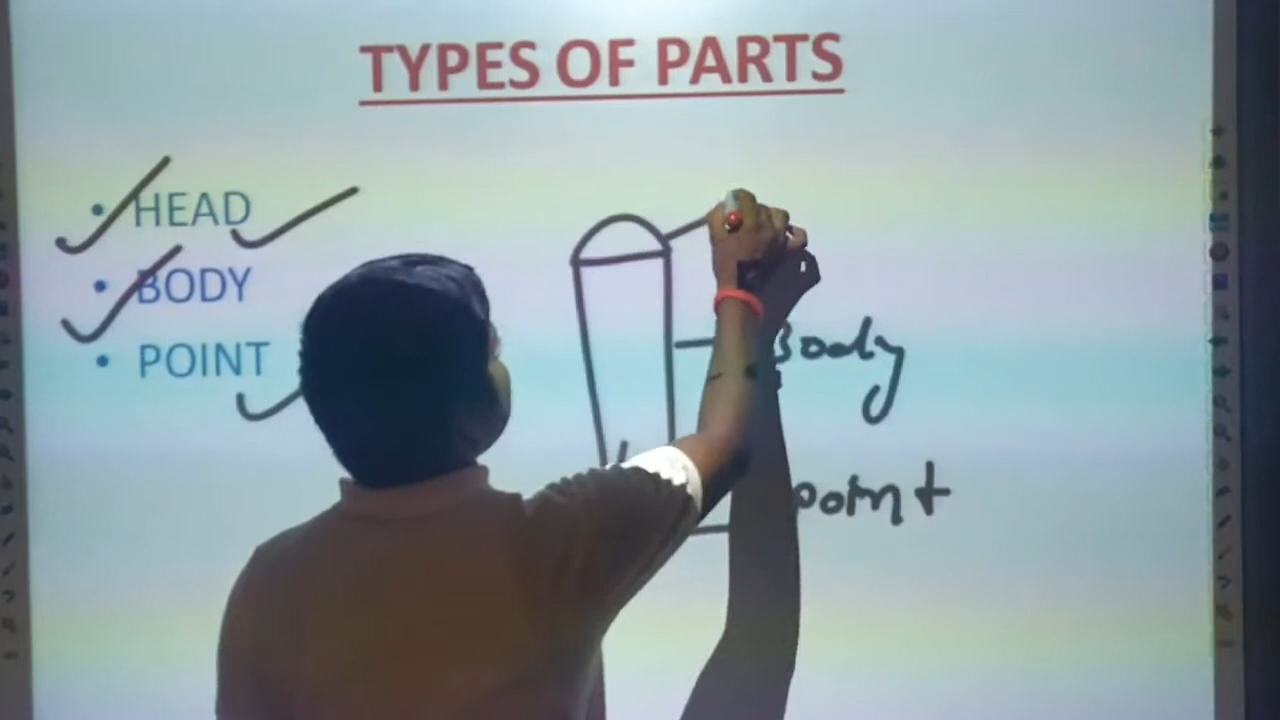 TYPES OF PARTS
• HEAD
• BODY
• POINT
Body
point